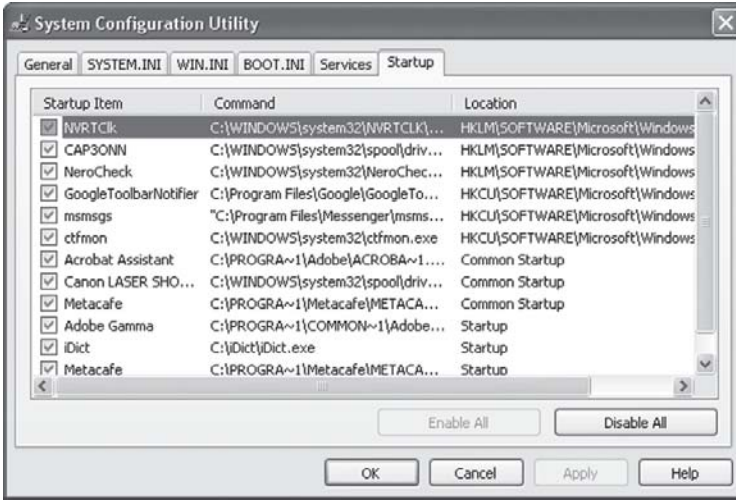 System Configuration Utility
General SYSTEM.INI WIN.INI BOOT.INI Services Startup
Startup Item Command Location
NVRTClk C:\WINDOWS\system32\NVRTCLK\... HKLM\SOFTWARE\Microsoft\Windows
CAP3ONN C:\WINDOWS\system32\spool\driv... HKLM\SOFTWARE\Microsoft\Windows
NeroCheck C:\WINDOWS\system32\NeroChec... HKLM\SOFTWARE\Microsoft\Windows
GoogleToolbarNotifier C:\Program Files\Google\GoogleTo... HKCU\SOFTWARE\Microsoft\Windows
msmsgs "C:\Program Files\Messenger\msms... HKCU\SOFTWARE\Microsoft\Windows
ctfmon C:\WINDOWS\system32\ctfmon.exe HKCU\SOFTWARE\Microsoft\Windows
Acrobat Assistant C:\PROGRA~1\Adobe\ACROBA~1.... Common Startup
Canon LASER SHO... C:\WINDOWS\system32\spool\driv... Common Startup
Metacafe C:\PROGRA~1\Metacafe\METACA... Common Startup
Adobe Gamma C:\PROGRA~1\COMMON~1\Adobe... Startup
iDict C:\iDict\iDict.exe Startup
Metacafe C:\PROGRA~1\Metacafe\METACA... Startup
Enable All Disable All
OK Cancel Apply Help